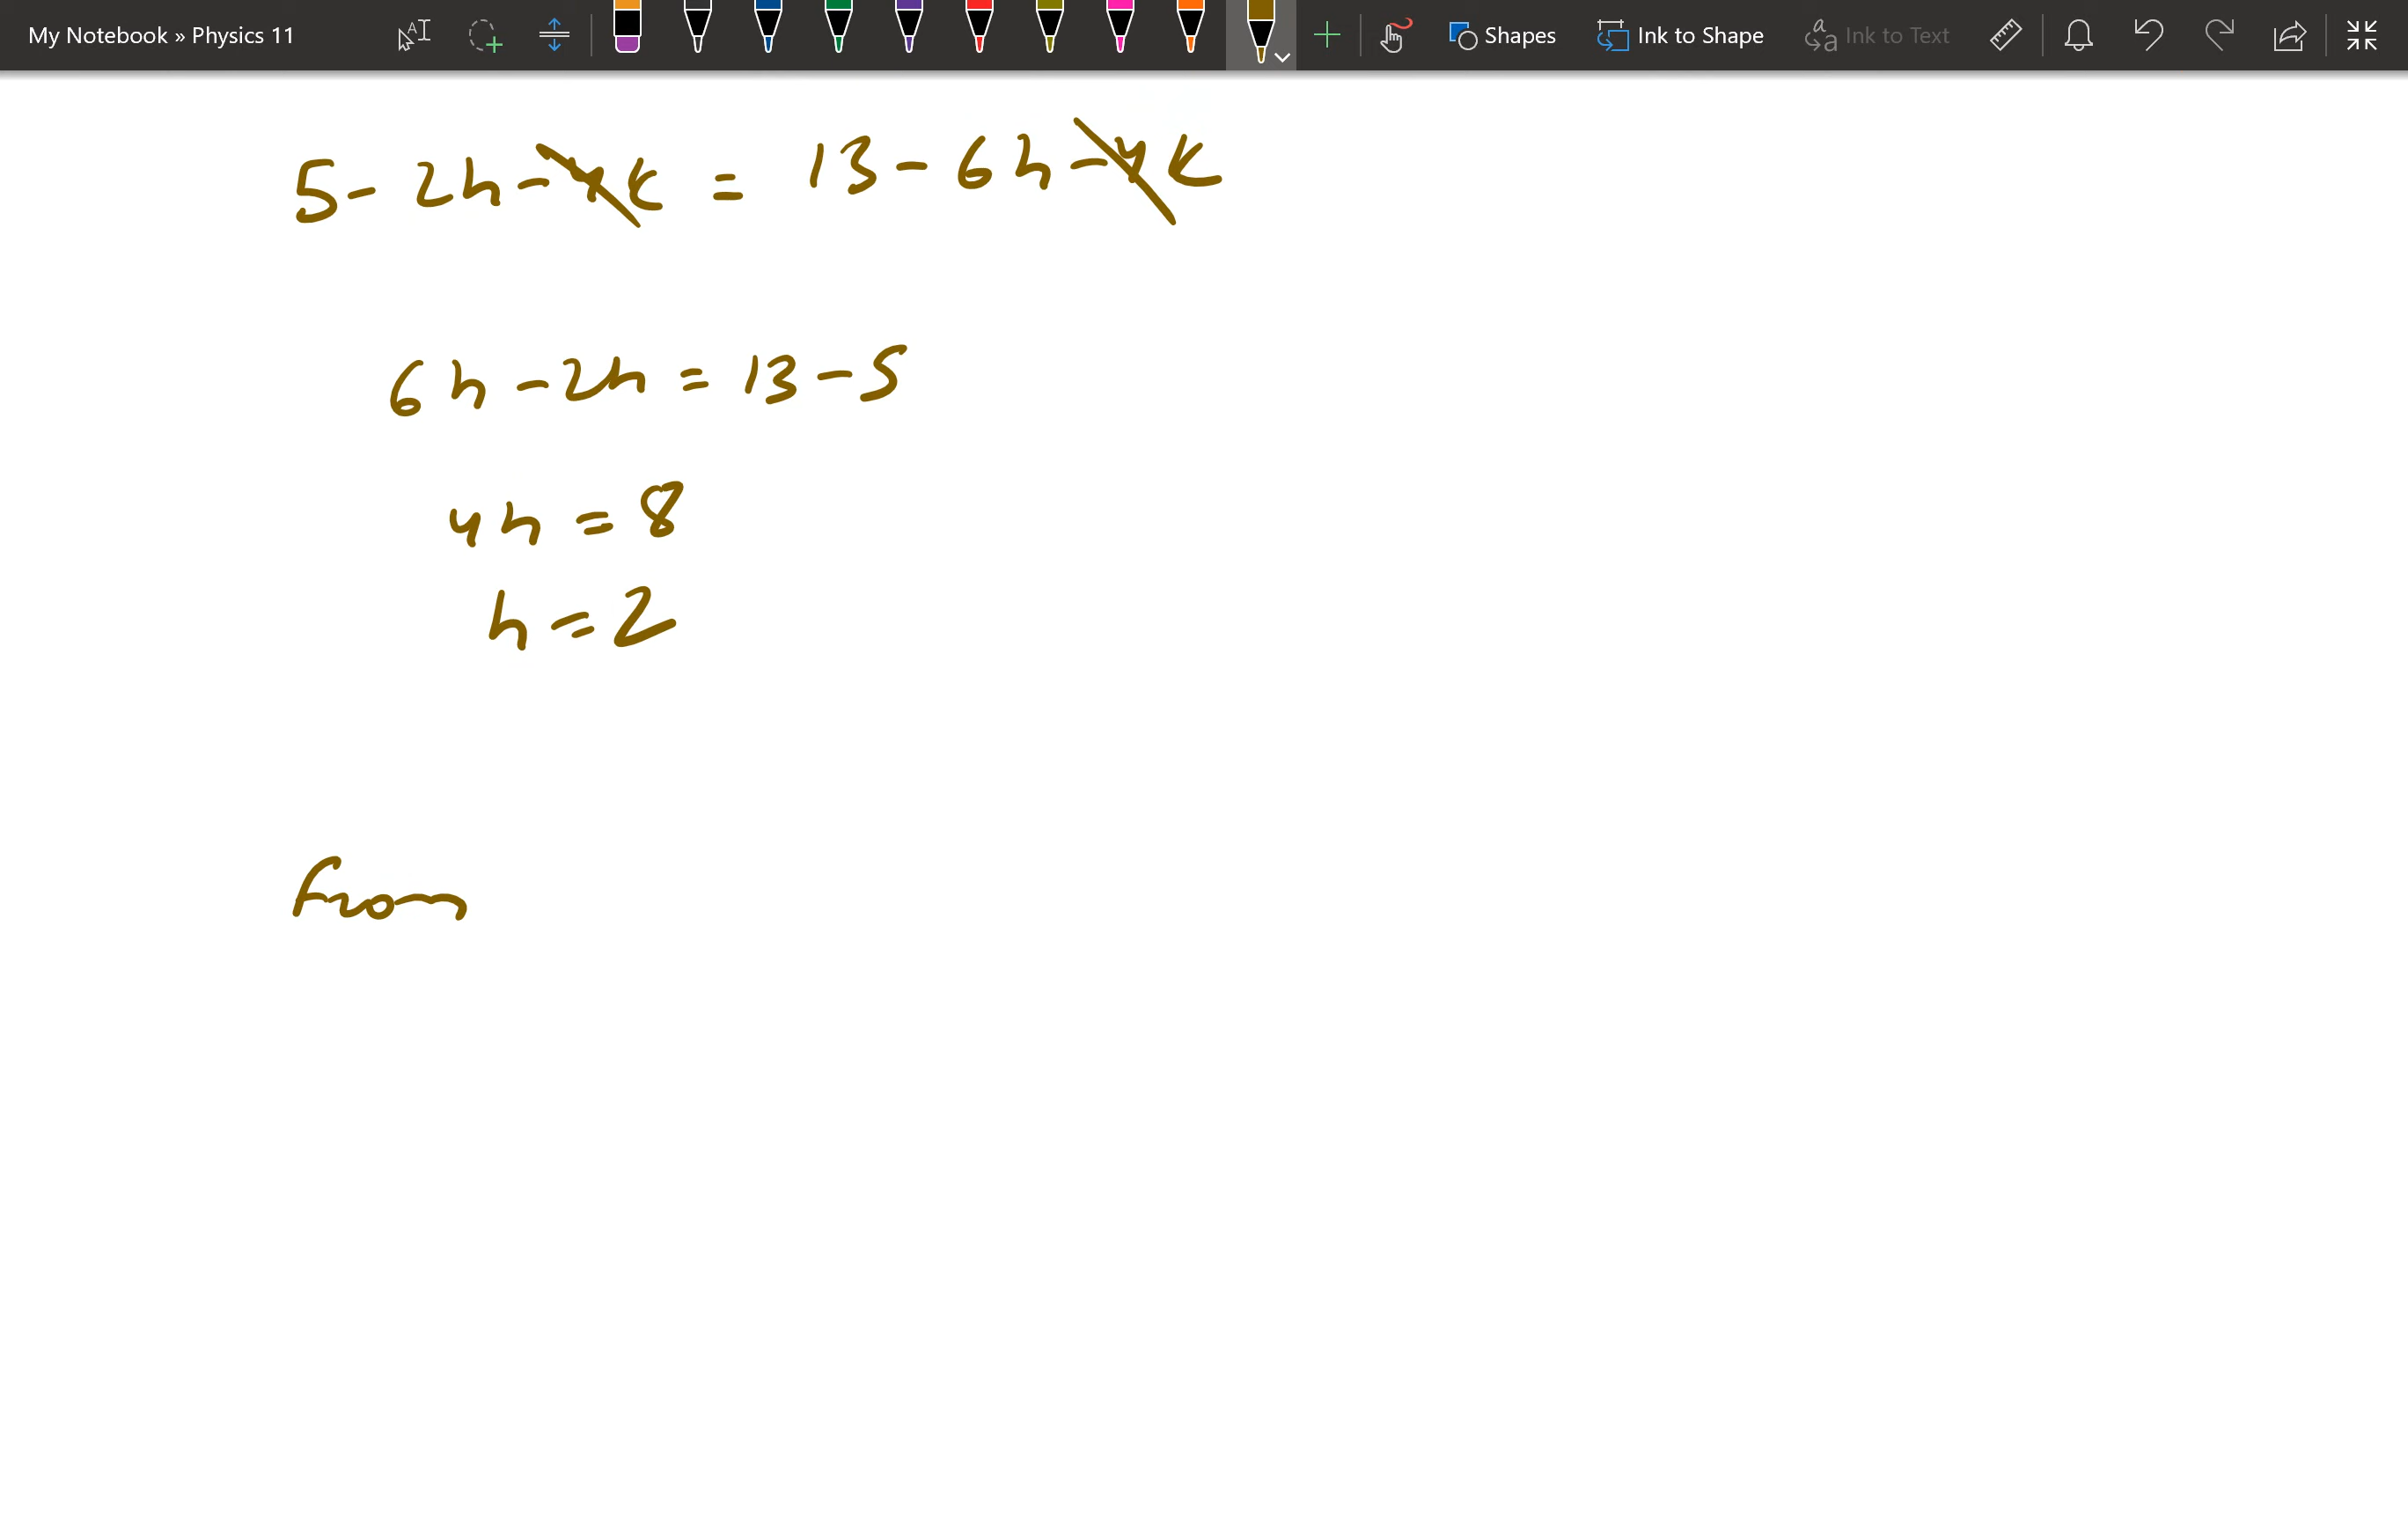 My Notebook » Physics 11 Shapes Ink to Shape Ink to Text
5 - 2h - 4k = 13 - 6h - 4k
6h - 2h = 13 - 5
4h = 8
h = 2
From